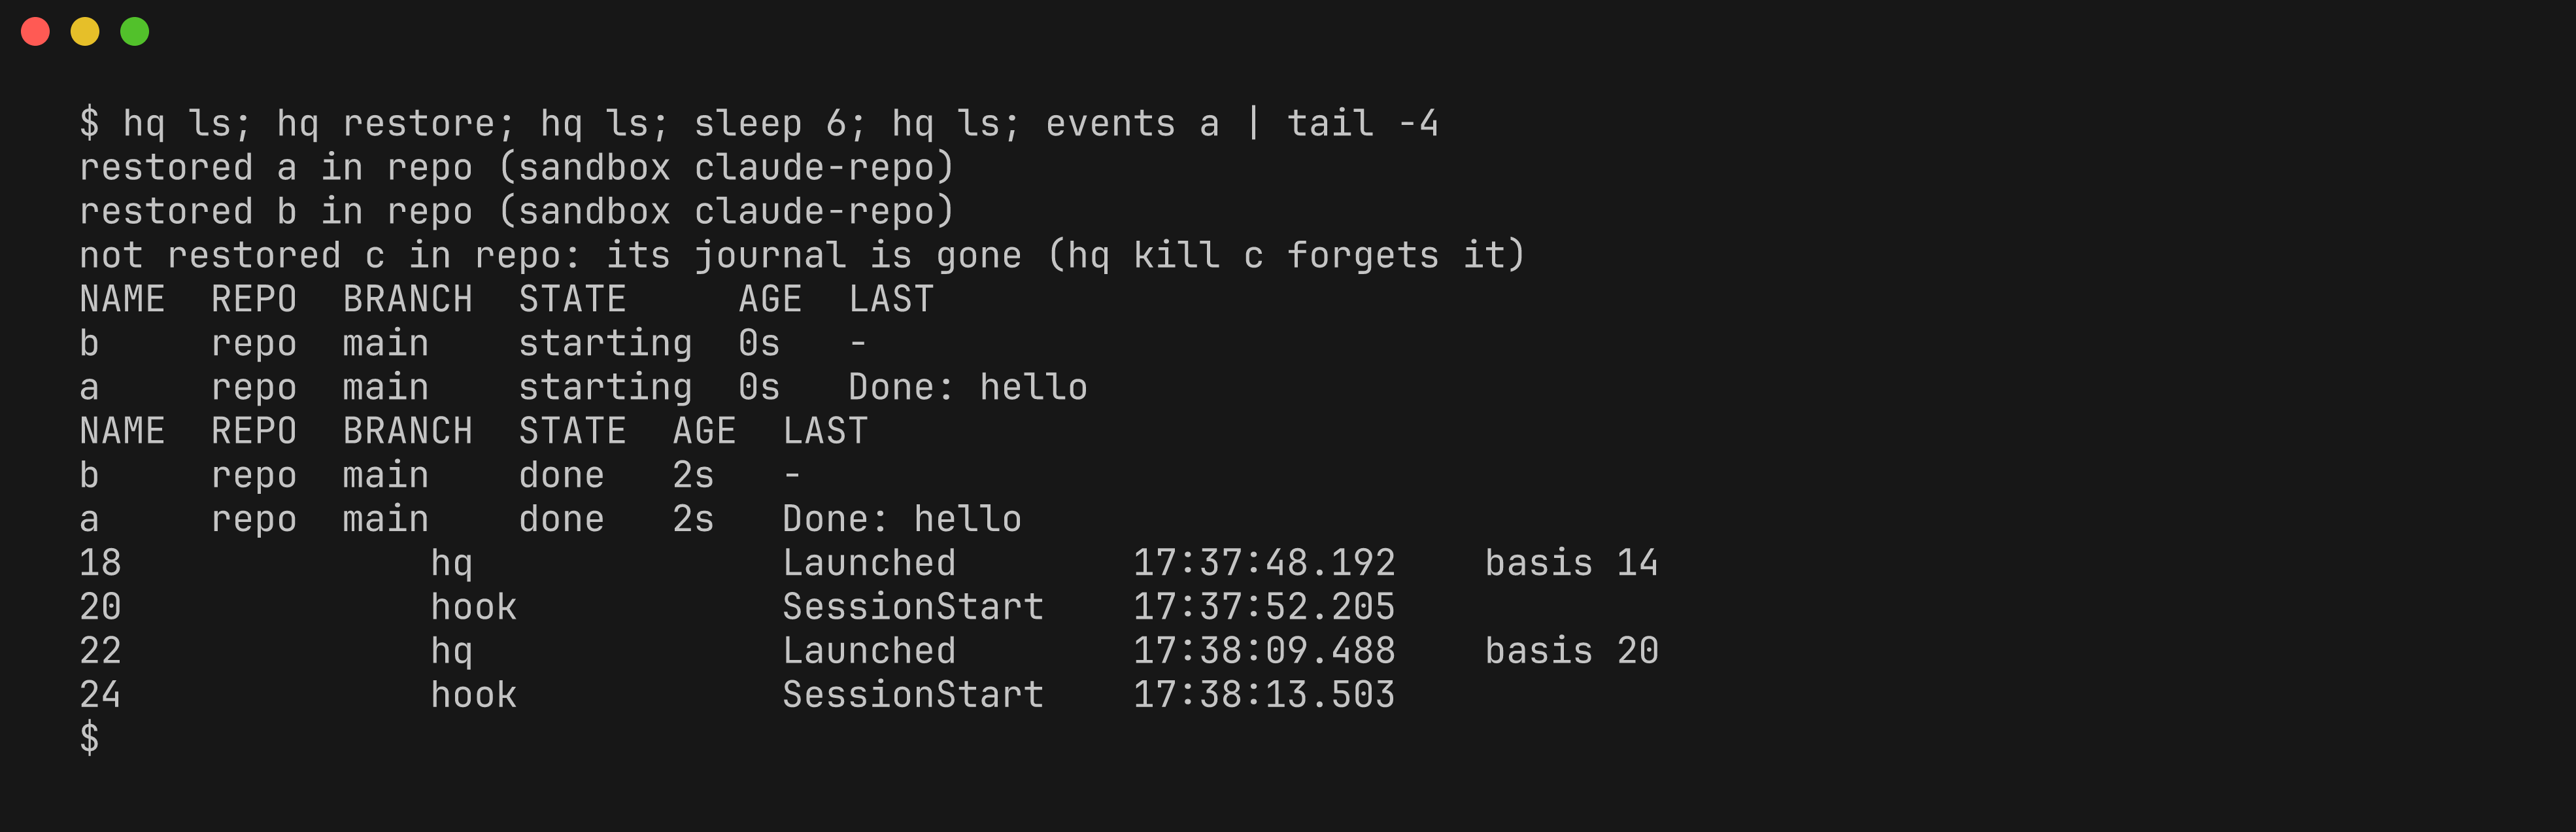 $ hq ls; hq restore; hq ls; sleep 6; hq ls; events a | tail -4
restored a in repo (sandbox claude-repo)
restored b in repo (sandbox claude-repo)
not restored c in repo: its journal is gone (hq kill c forgets it)
NAME  REPO  BRANCH  STATE     AGE  LAST
b     repo  main    starting  0s   -
a     repo  main    starting  0s   Done: hello
NAME  REPO  BRANCH  STATE  AGE  LAST
b     repo  main    done   2s   -
a     repo  main    done   2s   Done: hello
18              hq              Launched        17:37:48.192    basis 14
20              hook            SessionStart    17:37:52.205
22              hq              Launched        17:38:09.488    basis 20
24              hook            SessionStart    17:38:13.503
$